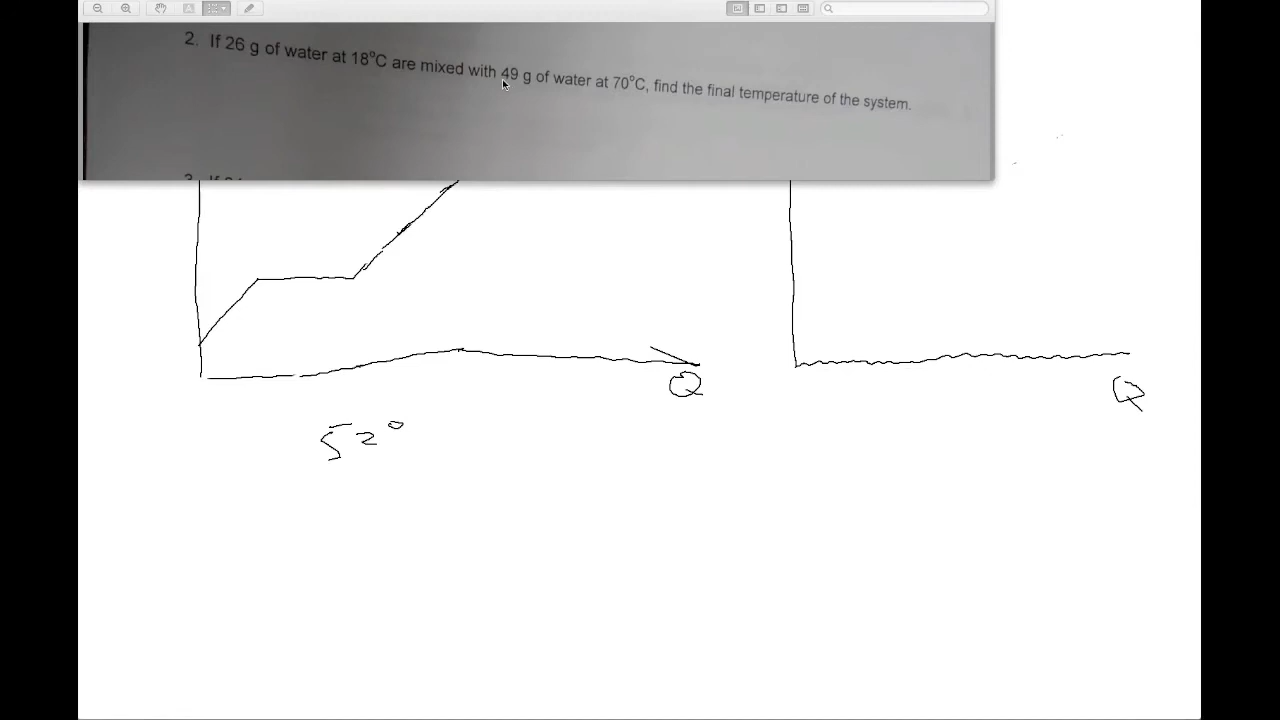 2. If 26 g of water at 18°C are mixed with 49 g of water at 70°C, find the final temperature of the system.
Q
Q
52°